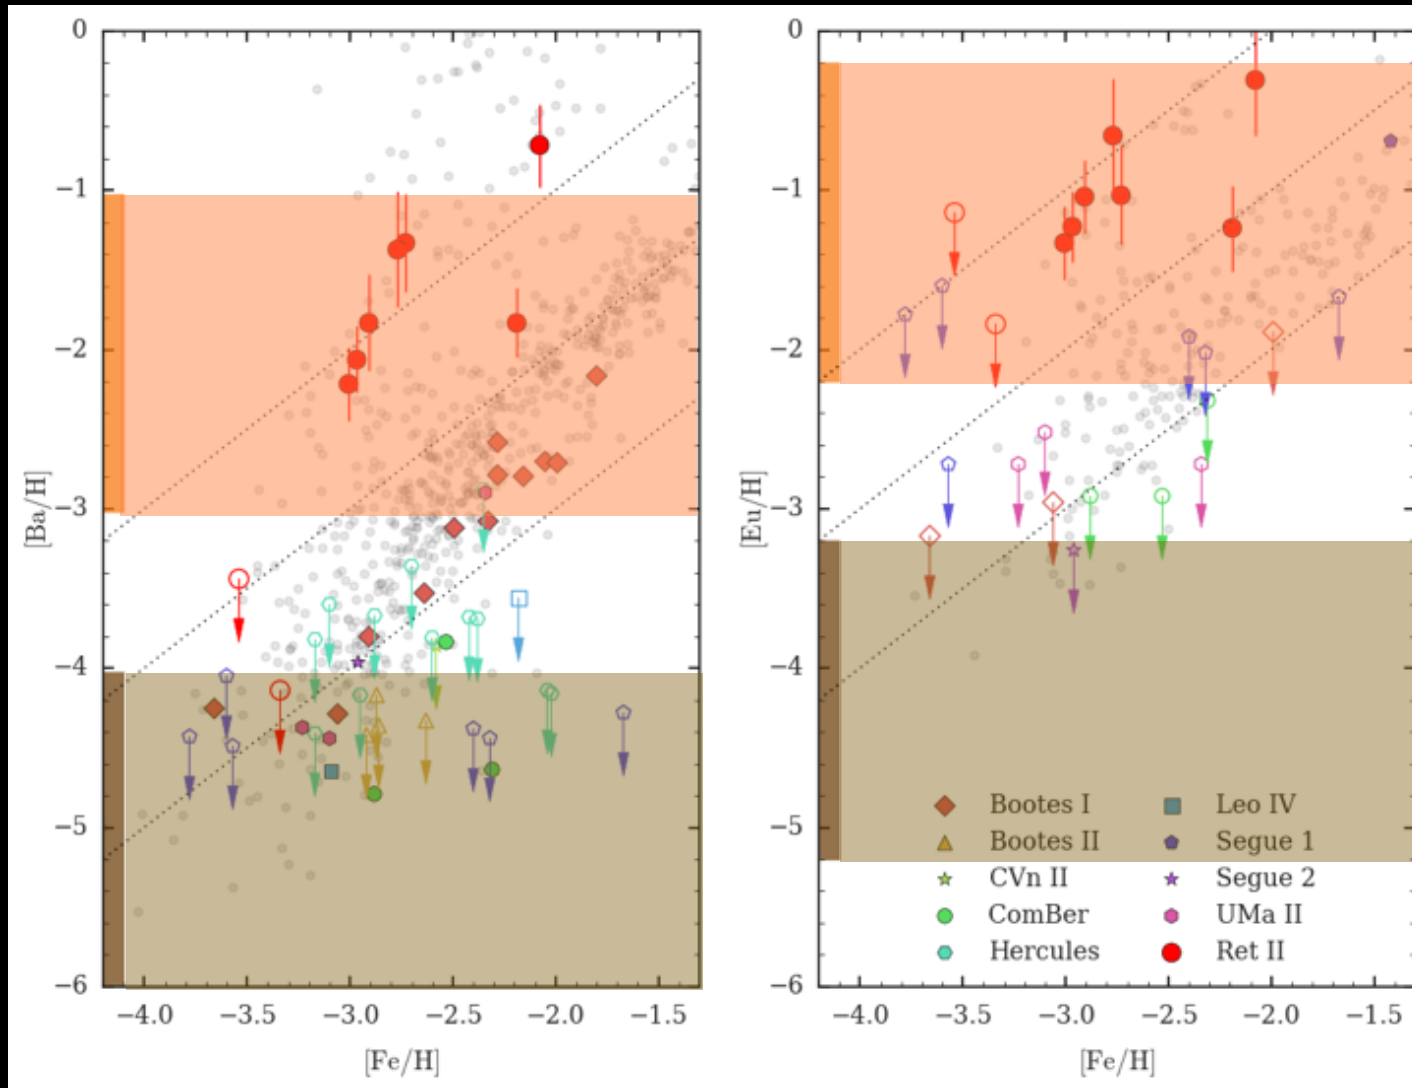 0
−1
−2
−3
−4
−5
−6
[Ba/H]
−4.0 −3.5 −3.0 −2.5 −2.0 −1.5
[Fe/H]
0
−1
−2
−3
−4
−5
−6
[Eu/H]
Bootes I
Bootes II
CVn II
ComBer
Hercules
Leo IV
Segue 1
Segue 2
UMa II
Ret II
−4.0 −3.5 −3.0 −2.5 −2.0 −1.5
[Fe/H]